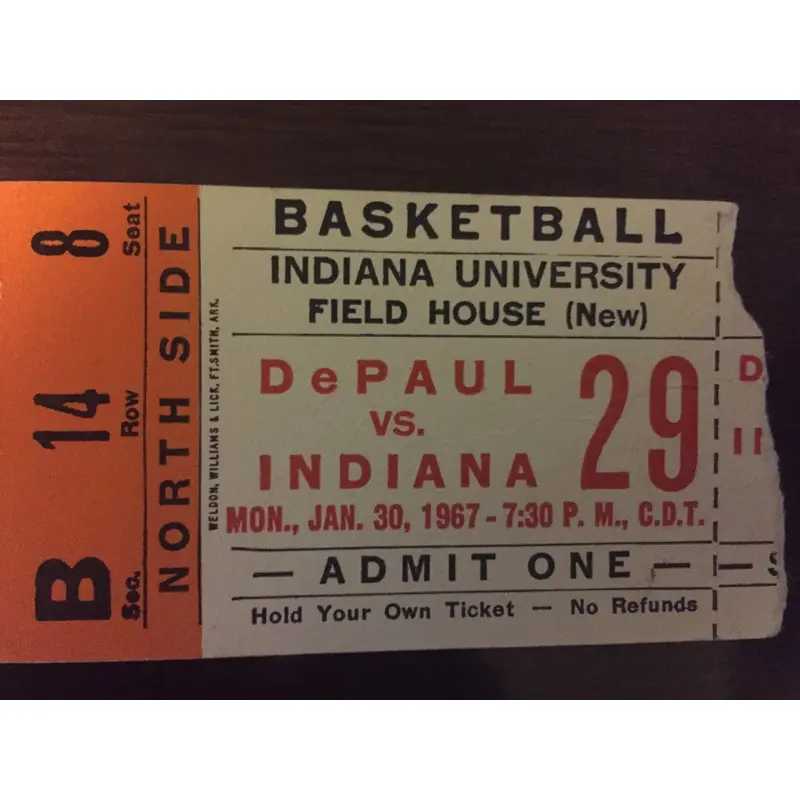 8 Seat
14 Row
B Sec.
NORTH SIDE
WELDON, WILLIAMS & LICK, FT. SMITH, ARK.
BASKETBALL
INDIANA UNIVERSITY
FIELD HOUSE (New)
DePAUL
VS.
INDIANA
29
MON., JAN. 30, 1967 - 7:30 P. M., C.D.T.
— ADMIT ONE —
Hold Your Own Ticket — No Refunds
D